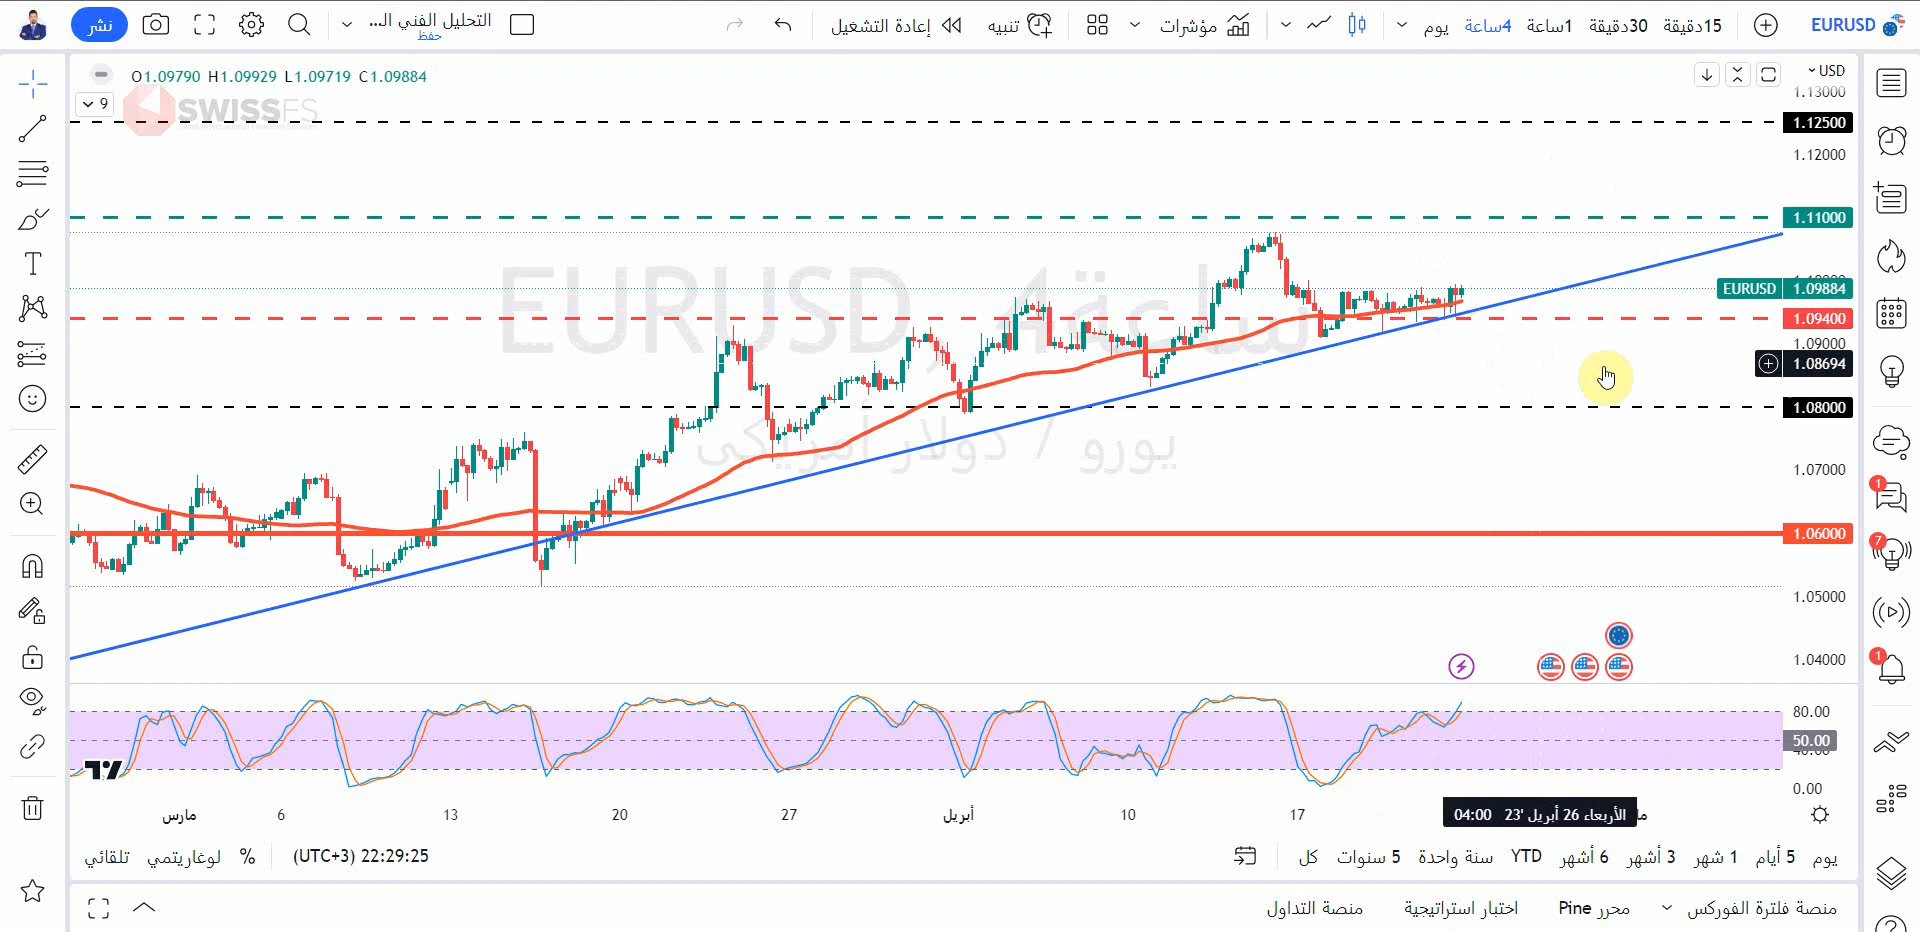 نشر
التحليل الفني الـ...
حفظ
إعادة التشغيل
تنبيه
مؤشرات
يوم
4ساعة
1ساعة
30دقيقة
15دقيقة
EURUSD
O1.09790 H1.09929 L1.09719 C1.09884
9
SWISSFS
USD
1.13000
1.12500
1.12000
1.11000
EURUSD 1.09884
1.09400
1.09000
1.08694
1.08000
1.07000
1.06000
1.05000
1.04000
EURUSD
يورو / دولار أمريكي
80.00
50.00
0.00
مارس 6 13 20 27 أبريل 10 17
الأربعاء 26 أبريل '23 04:00
1
7
1
تلقائي
لوغاريتمي
%
22:29:25 (UTC+3)
كل
5 سنوات
سنة واحدة
YTD
6 أشهر
3 أشهر
1 شهر
5 أيام
يوم
منصة التداول
اختبار استراتيجية
محرر Pine
منصة فلترة الفوركس